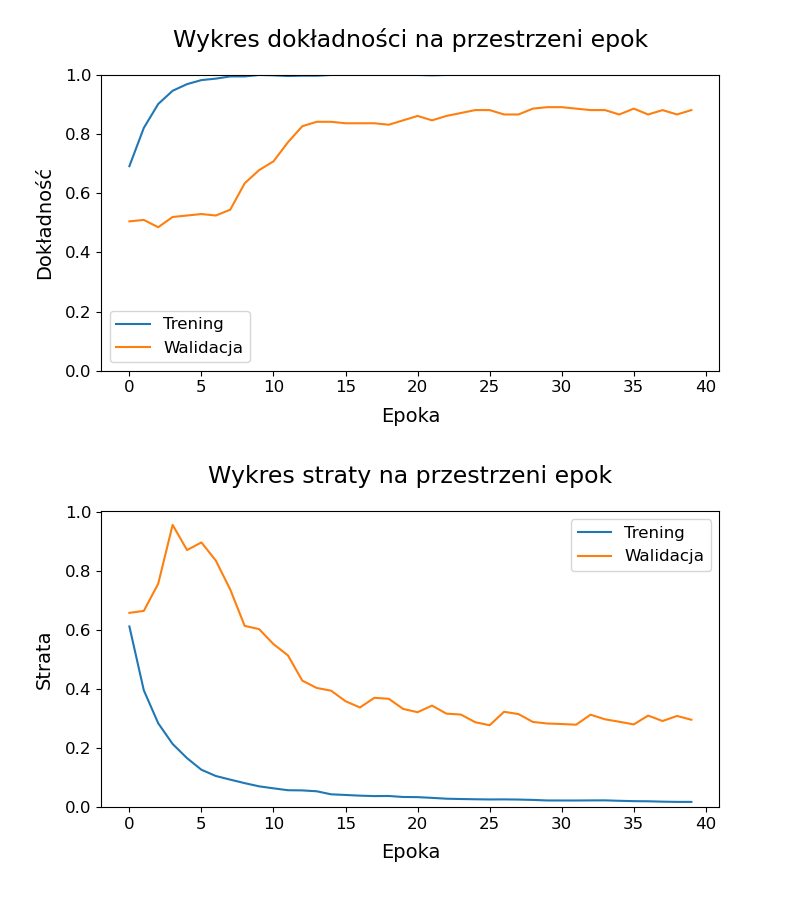 Wykres dokładności na przestrzeni epok
1.0
0.8
0.6
0.4
0.2
0.0
Dokładność
Trening
Walidacja
0 5 10 15 20 25 30 35 40
Epoka
Wykres straty na przestrzeni epok
1.0
0.8
0.6
0.4
0.2
0.0
Strata
Trening
Walidacja
0 5 10 15 20 25 30 35 40
Epoka